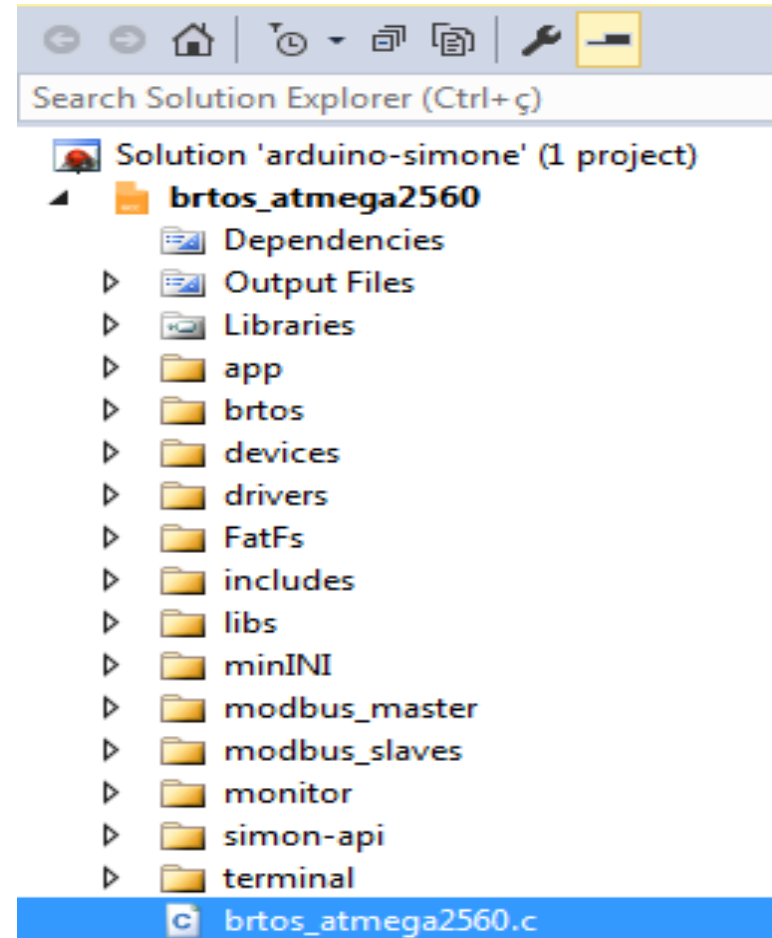 Search Solution Explorer (Ctrl+ç)
Solution 'arduino-simone' (1 project)
brtos_atmega2560
Dependencies
Output Files
Libraries
app
brtos
devices
drivers
FatFs
includes
libs
minINI
modbus_master
modbus_slaves
monitor
simon-api
terminal
brtos_atmega2560.c